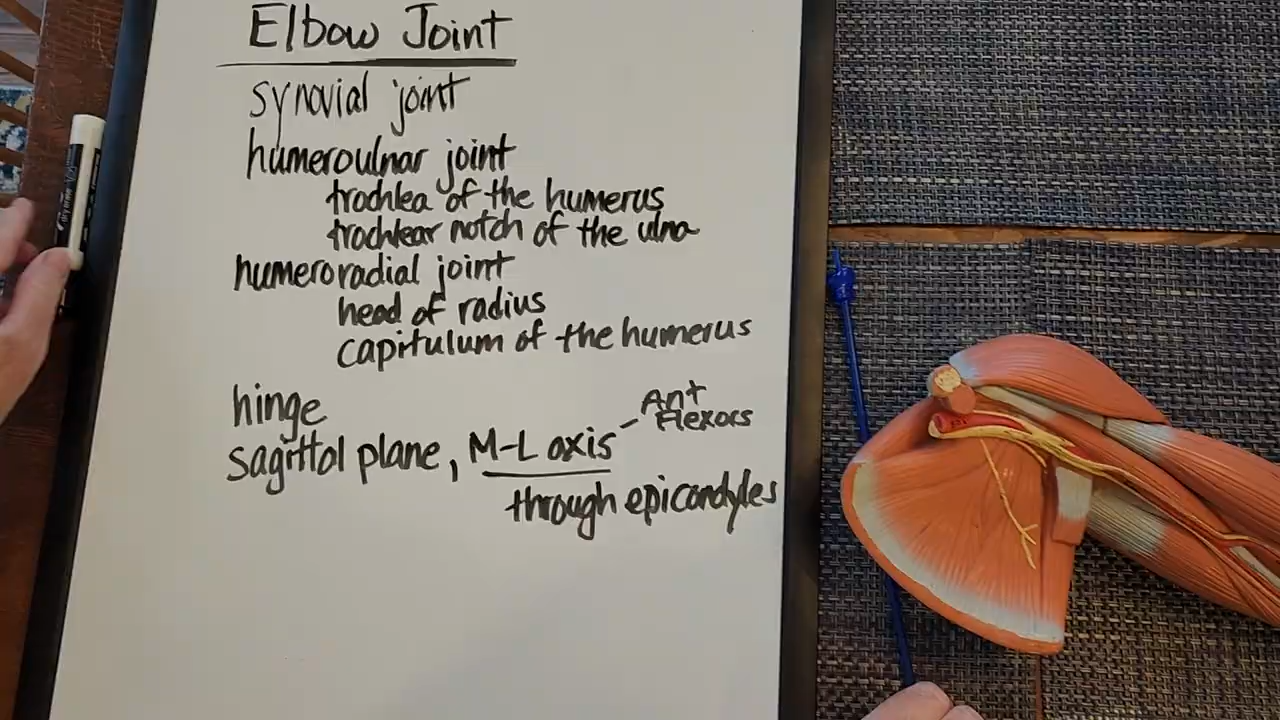 Elbow Joint
synovial joint
humeroulnar joint
trochlea of the humerus
trochlear notch of the ulna
humeroradial joint
head of radius
capitulum of the humerus
hinge
Ant
Flexors
sagittal plane, M-L axis
through epicondyles